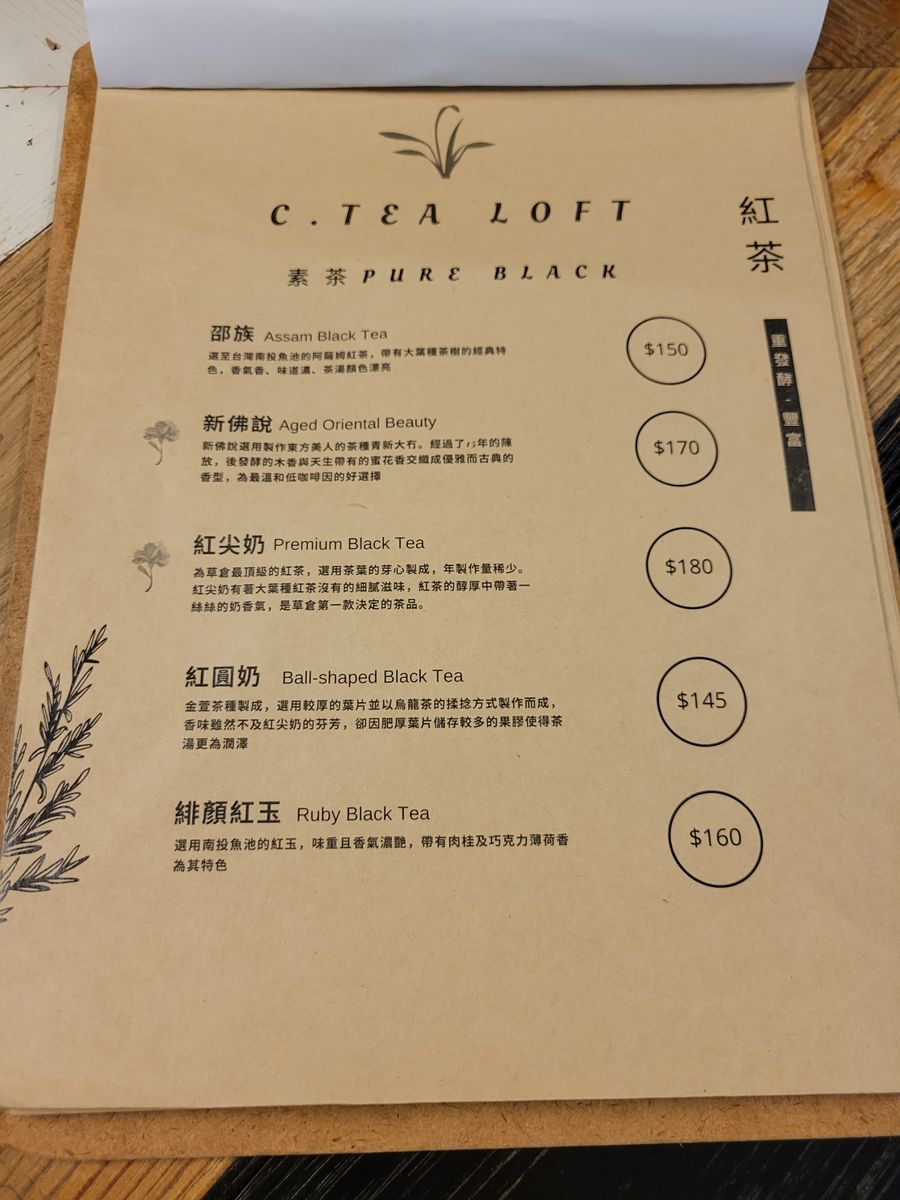 C.TEA LOFT
紅茶
素茶 PURE BLACK
重發酵 - 豐富
邵族 Assam Black Tea
$150
選至台灣南投魚池的阿薩姆紅茶，帶有大葉種茶樹的經典特
色，香氣香、味道濃、茶湯顏色漂亮
新佛說 Aged Oriental Beauty
$170
新佛說選用製作東方美人的茶種青新大冇。經過了15年的陳
放，後發酵的木香與天生帶有的蜜花香交織成優雅而古典的
香型，為最溫和低咖啡因的好選擇
紅尖奶 Premium Black Tea
$180
為草倉最頂級的紅茶，選用茶葉的芽心製成，年製作量稀少。
紅尖奶有著大葉種紅茶沒有的細膩滋味，紅茶的醇厚中帶著一
絲絲的奶香氣，是草倉第一款決定的茶品。
紅圓奶 Ball-shaped Black Tea
$145
金萱茶種製成，選用較厚的葉片並以烏龍茶的揉捻方式製作而成，
香味雖然不及紅尖奶的芬芳，卻因肥厚葉片儲存較多的果膠使得茶
湯更為潤澤
緋顏紅玉 Ruby Black Tea
$160
選用南投魚池的紅玉，味重且香氣濃艷，帶有肉桂及巧克力薄荷香
為其特色